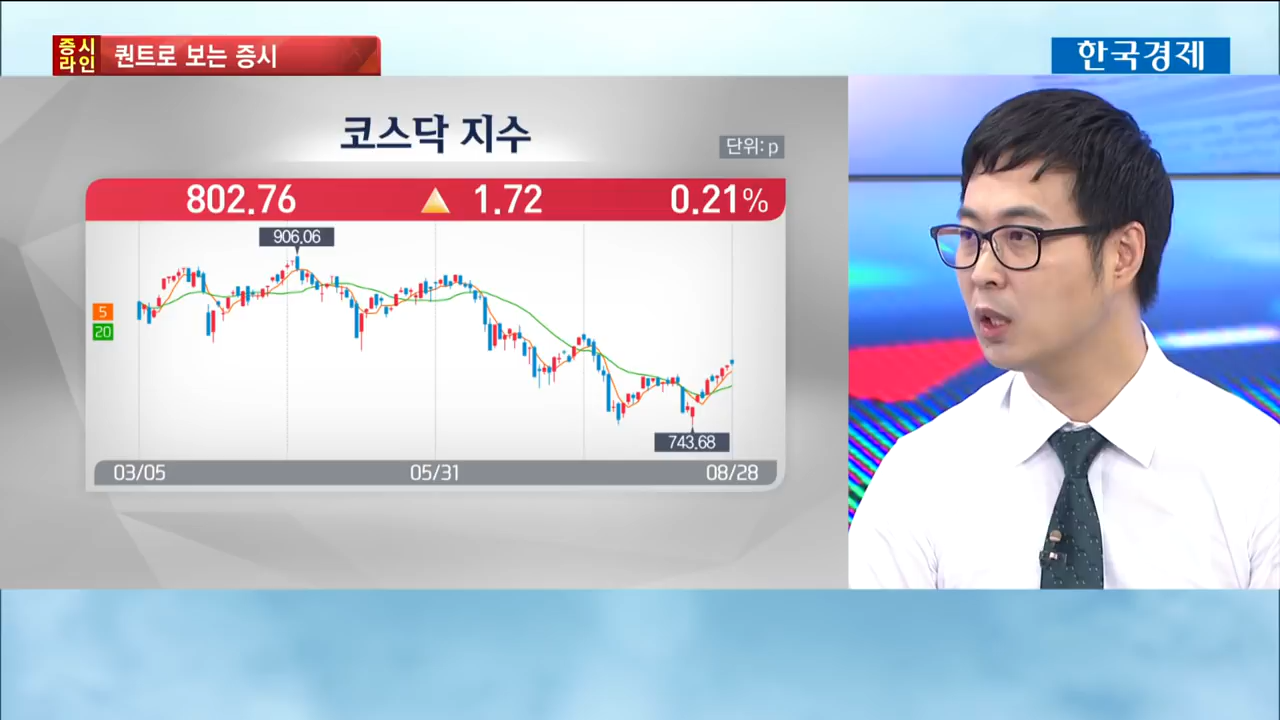 증시
라인
퀀트로 보는 증시
한국경제
코스닥 지수
단위: p
802.76 ▲ 1.72 0.21%
906.06
5
20
743.68
03/05 05/31 08/28